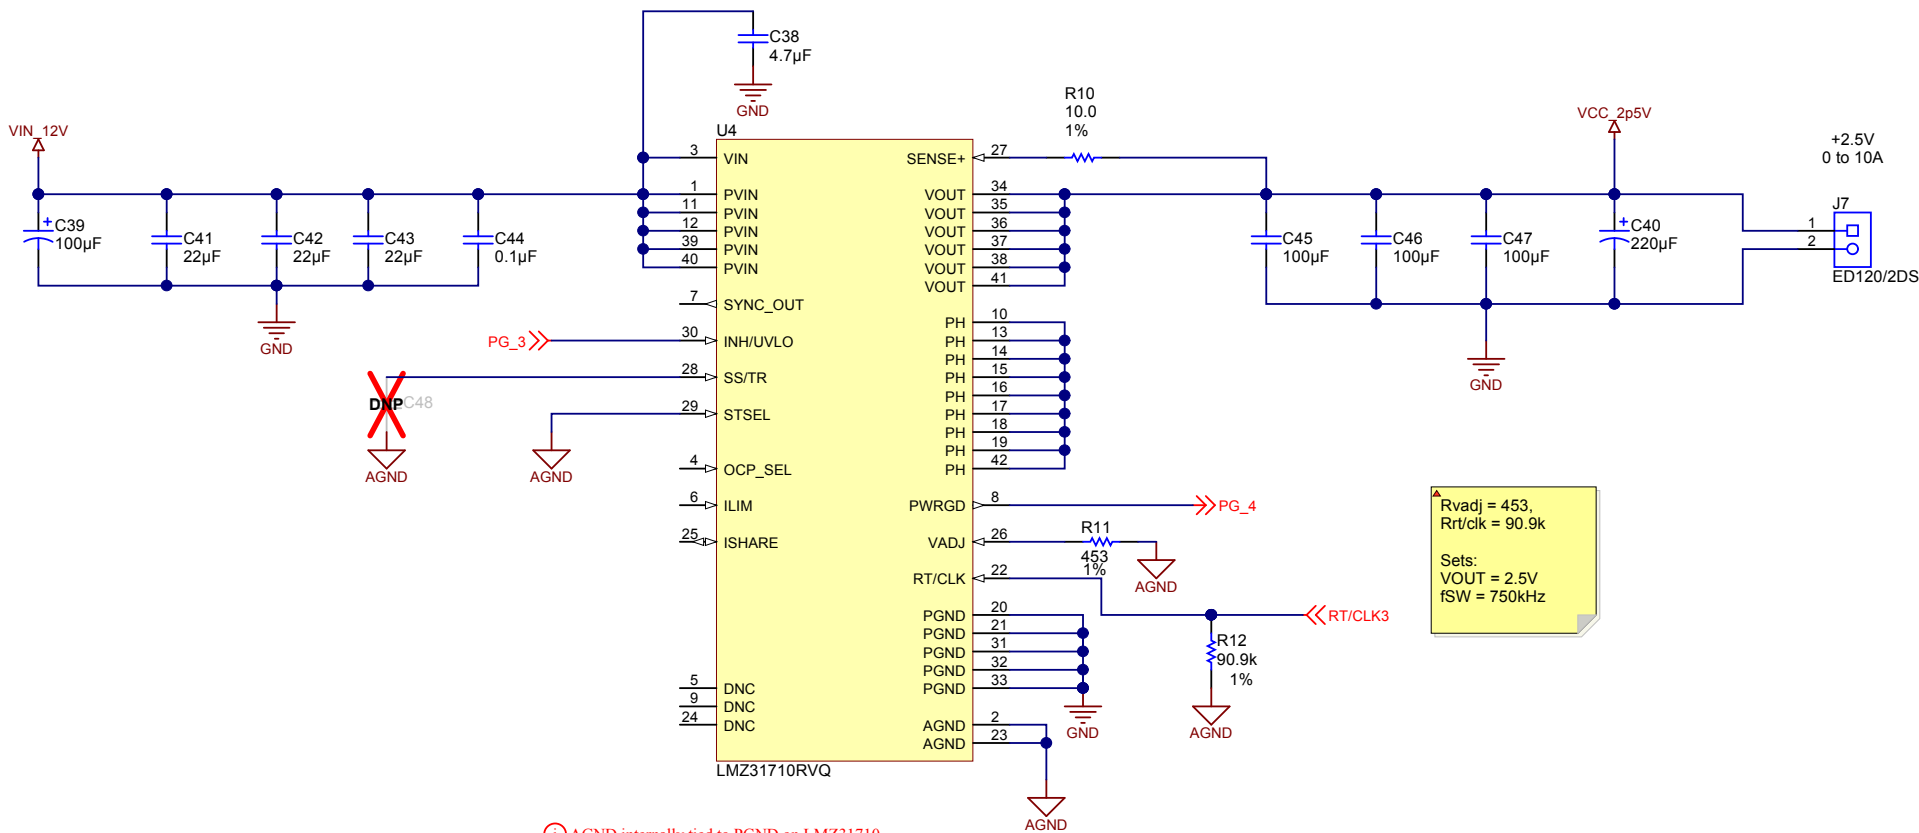 C38
4.7µF
GND
VIN_12V
C39
100µF
C41
22µF
C42
22µF
C43
22µF
C44
0.1µF
GND
U4
3 VIN
1 PVIN
11 PVIN
12 PVIN
39 PVIN
40 PVIN
7 SYNC_OUT
PG_3
30 INH/UVLO
28 SS/TR
DNP C48
AGND
29 STSEL
AGND
4 OCP_SEL
6 ILIM
25 ISHARE
5 DNC
9 DNC
24 DNC
SENSE+ 27
VOUT 34
VOUT 35
VOUT 36
VOUT 37
VOUT 38
VOUT 41
PH 10
PH 13
PH 14
PH 15
PH 16
PH 17
PH 18
PH 19
PH 42
PWRGD 8
PG_4
VADJ 26
RT/CLK 22
PGND 20
PGND 21
PGND 31
PGND 32
PGND 33
AGND 2
AGND 23
LMZ31710RVQ
R10
10.0
1%
R11
453
1%
AGND
RT/CLK3
R12
90.9k
1%
AGND
GND
AGND
C45
100µF
C46
100µF
C47
100µF
VCC_2p5V
C40
220µF
GND
+2.5V
0 to 10A
J7
1
2
ED120/2DS
Rvadj = 453,
Rrt/clk = 90.9k
Sets:
VOUT = 2.5V
fSW = 750kHz
AGND internally tied to PGND on LMZ31710